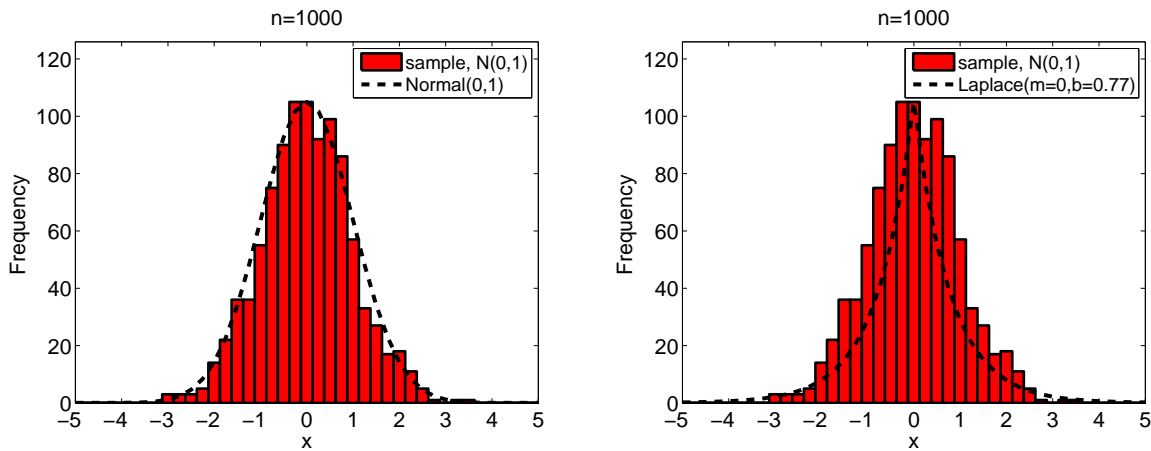 n=1000
sample, N(0,1)
Normal(0,1)
Frequency
120
100
80
60
40
20
0
−5 −4 −3 −2 −1 0 1 2 3 4 5
x
n=1000
sample, N(0,1)
Laplace(m=0,b=0.77)
Frequency
120
100
80
60
40
20
0
−5 −4 −3 −2 −1 0 1 2 3 4 5
x